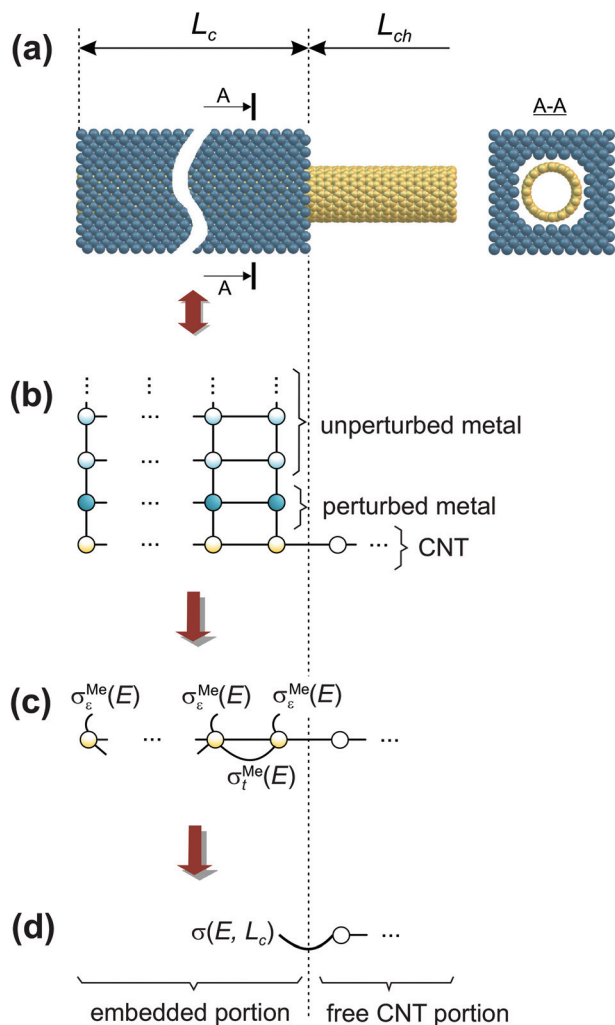 (a)
L_c
L_ch
A
A
A-A
(b)
⋮ ⋮ ⋮ ⋮
...
...
...
...
unperturbed metal
perturbed metal
... CNT
(c)
σ_ε^Me(E) σ_ε^Me(E) σ_ε^Me(E)
... ...
σ_t^Me(E)
(d)
σ(E, L_c) ...
embedded portion
free CNT portion